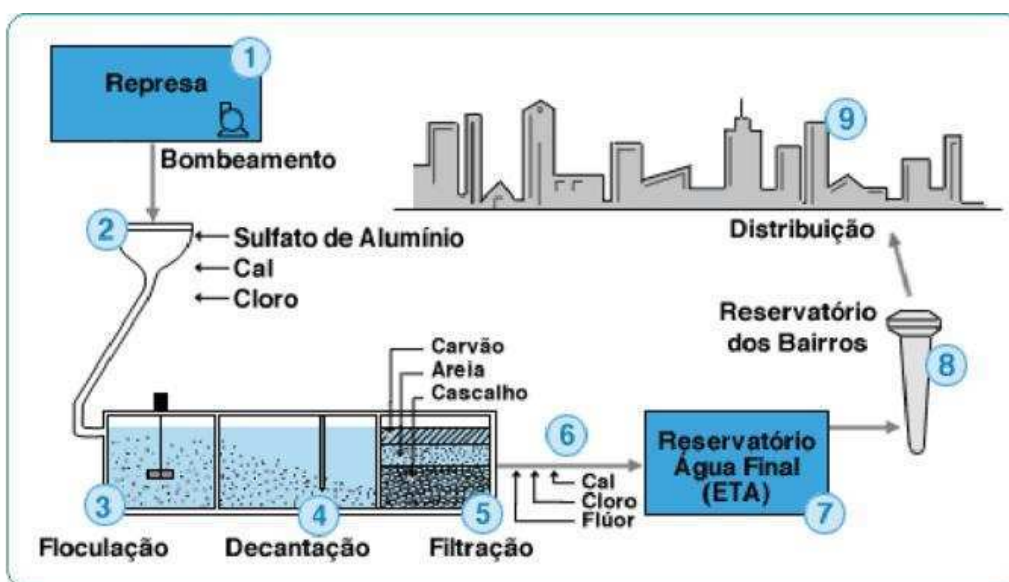 1
Represa
Bombeamento
2
Sulfato de Alumínio
Cal
Cloro
3
Floculação
4
Decantação
Carvão
Areia
Cascalho
5
Filtração
6
Cal
Cloro
Flúor
Reservatório
Água Final
(ETA)
7
Reservatório
dos Bairros
8
Distribuição
9